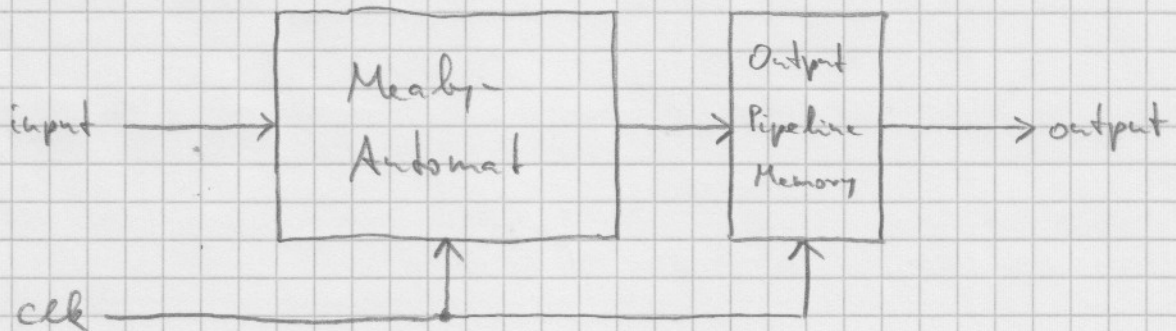 input
Mealy-
Automat
Output
Pipeline
Memory
output
clk